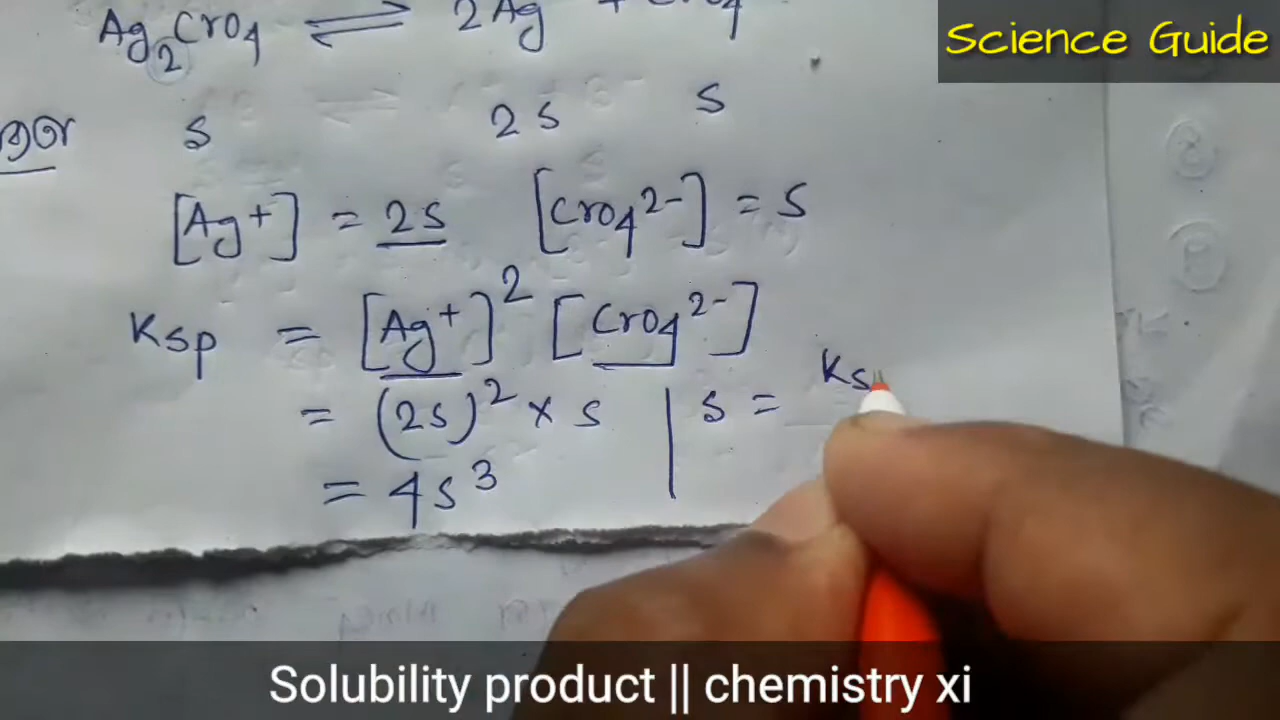 Science Guide
Ag2CrO4 ⇌ 2Ag + CrO4
s 2s s
[Ag+] = 2s [CrO4 2-] = s
Ksp = [Ag+]2 [CrO4 2-]
= (2s)2 × s | s = Ks
= 4s3
Solubility product || chemistry xi